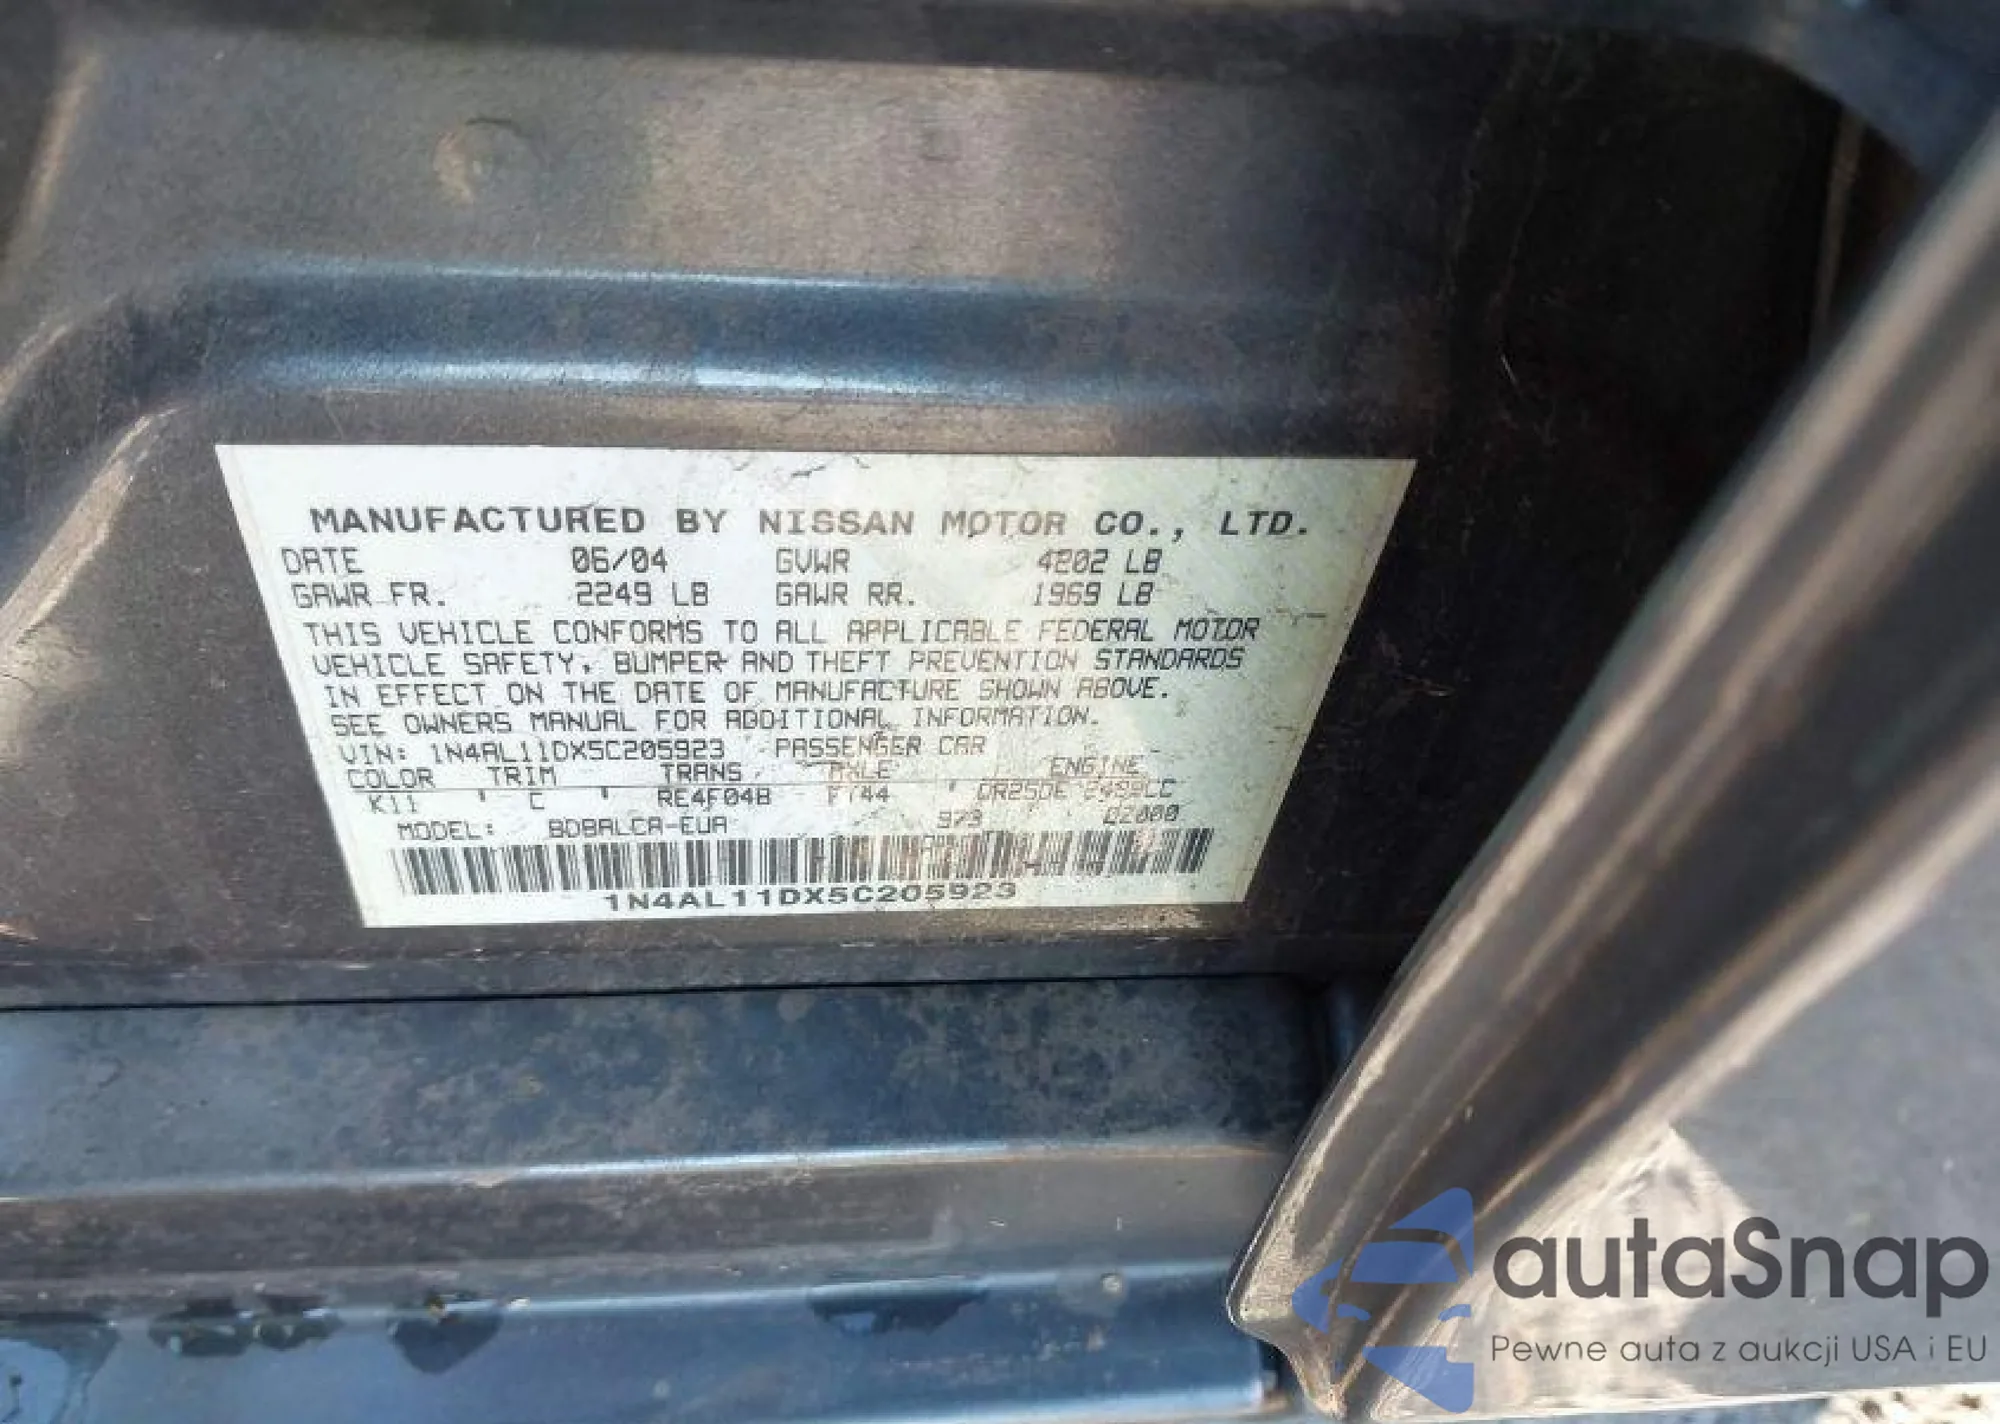 MANUFACTURED BY NISSAN MOTOR CO., LTD.
DATE 06/04 GVWR 4202 LB
GAWR FR. 2249 LB GAWR RR. 1969 LB
THIS VEHICLE CONFORMS TO ALL APPLICABLE FEDERAL MOTOR
VEHICLE SAFETY, BUMPER AND THEFT PREVENTION STANDARDS
IN EFFECT ON THE DATE OF MANUFACTURE SHOWN ABOVE.
SEE OWNERS MANUAL FOR ADDITIONAL INFORMATION.
VIN: 1N4AL11DX5C205923 PASSENGER CAR
COLOR TRIM TRANS AXLE ENGINE
K11 C RE4F04B
MODEL: BDBALCA-EUA 973 02000
1N4AL11DX5C205923
autaSnap
Pewne auta z aukcji USA i EU